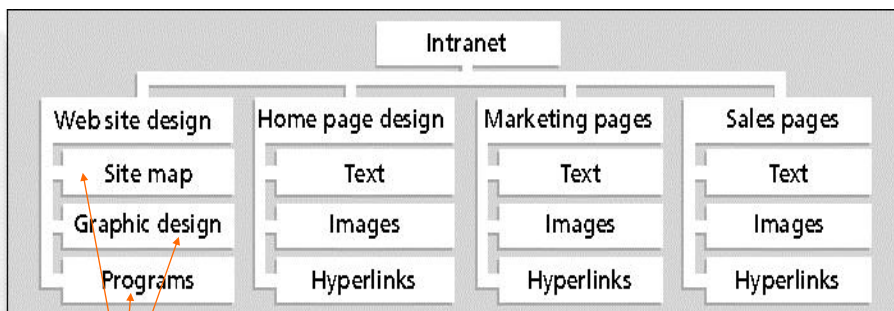 Intranet
Web site design
Home page design
Marketing pages
Sales pages
Site map
Text
Text
Text
Graphic design
Images
Images
Images
Programs
Hyperlinks
Hyperlinks
Hyperlinks